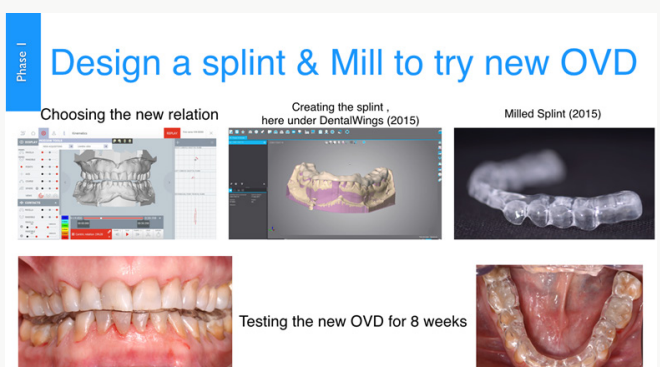 Phase 1
Design a splint & Mill to try new OVD
Choosing the new relation
Creating the splint ,
here under DentalWings (2015)
Milled Splint (2015)
Testing the new OVD for 8 weeks